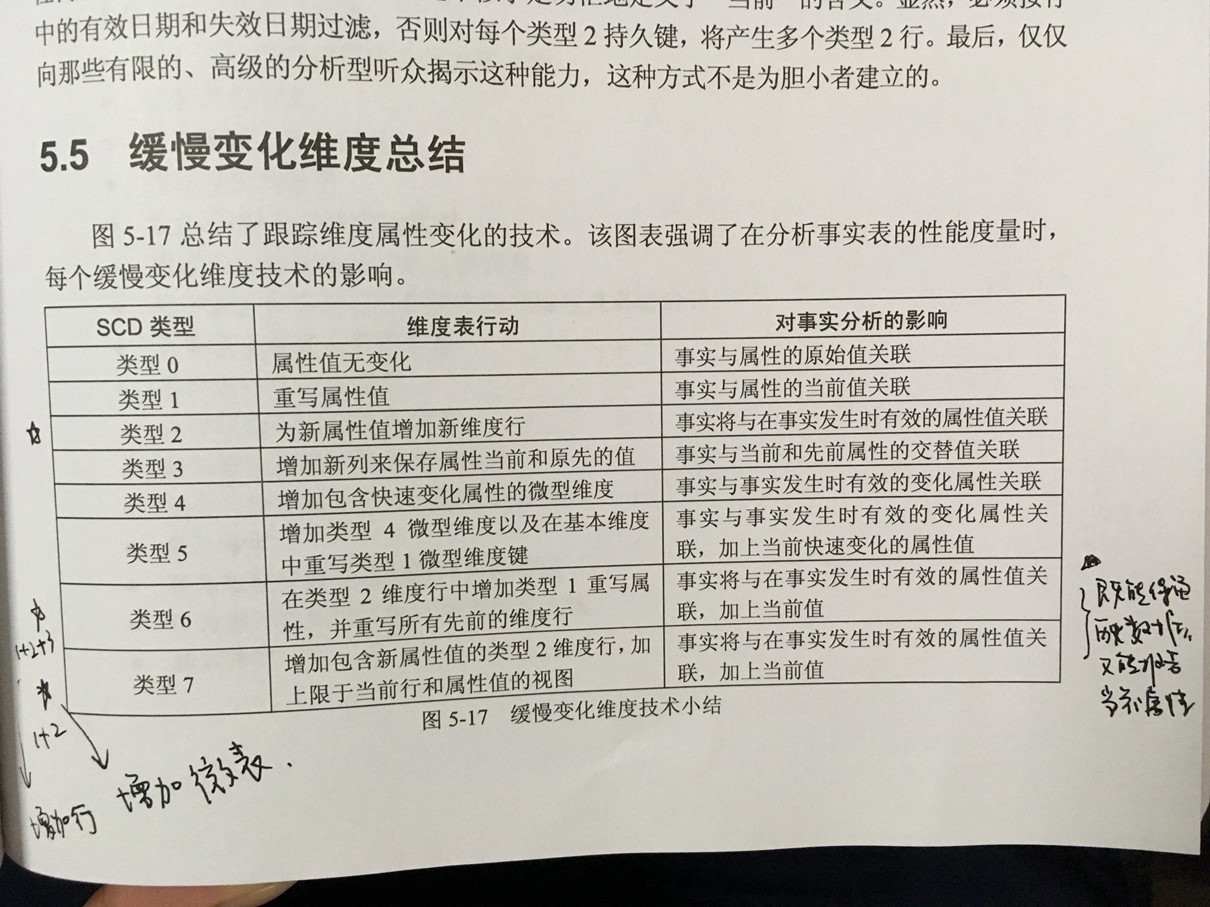 中的有效日期和失效日期过滤，否则对每个类型2持久键，将产生多个类型2行。最后，仅仅
向那些有限的、高级的分析型听众揭示这种能力，这种方式不是为胆小者建立的。
5.5 缓慢变化维度总结
图 5-17 总结了跟踪维度属性变化的技术。该图表强调了在分析事实表的性能度量时，
每个缓慢变化维度技术的影响。
SCD 类型 维度表行动 对事实分析的影响
类型 0 属性值无变化 事实与属性的原始值关联
类型 1 重写属性值 事实与属性的当前值关联
类型 2 为新属性值增加新维度行 事实将与在事实发生时有效的属性值关联
类型 3 增加新列来保存属性当前和原先的值 事实与当前和先前属性的交替值关联
类型 4 增加包含快速变化属性的微型维度 事实与事实发生时有效的变化属性关联
类型 5
增加类型 4 微型维度以及在基本维度
中重写类型 1 微型维度键
事实与事实发生时有效的变化属性关
联，加上当前快速变化的属性值
类型 6
在类型 2 维度行中增加类型 1 重写属
性，并重写所有先前的维度行
事实将与在事实发生时有效的属性值关
联，加上当前值
类型 7
增加包含新属性值的类型 2 维度行，加
上限于当前行和属性值的视图
事实将与在事实发生时有效的属性值关
联，加上当前值
图 5-17 缓慢变化维度技术小结
1+2+3
1+2
增加行
增加微表.
既能保留
历史数据
又能报告
当前属性